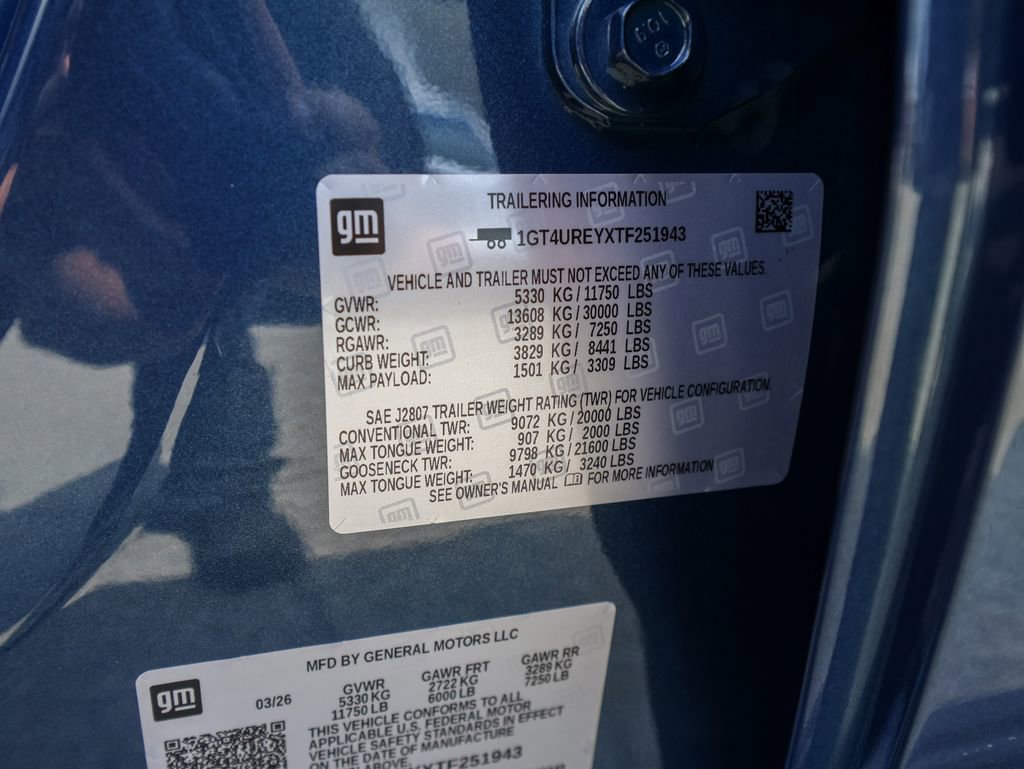 10.9
gm
TRAILERING INFORMATION
1GT4UREYXTF251943
VEHICLE AND TRAILER MUST NOT EXCEED ANY OF THESE VALUES.
GVWR: 5330 KG / 11750 LBS
GCWR: 13608 KG / 30000 LBS
RGAWR: 3289 KG / 7250 LBS
CURB WEIGHT: 3829 KG / 8441 LBS
MAX PAYLOAD: 1501 KG / 3309 LBS
SAE J2807 TRAILER WEIGHT RATING (TWR) FOR VEHICLE CONFIGURATION.
CONVENTIONAL TWR: 9072 KG / 20000 LBS
MAX TONGUE WEIGHT: 907 KG / 2000 LBS
GOOSENECK TWR: 9798 KG / 21600 LBS
MAX TONGUE WEIGHT: 1470 KG / 3240 LBS
SEE OWNER'S MANUAL FOR MORE INFORMATION
MFD BY GENERAL MOTORS LLC
gm
03/26
GVWR GAWR FRT GAWR RR
5330 KG 2722 KG 3289 KG
11750 LB 6000 LB 7250 LB
THIS VEHICLE CONFORMS TO ALL
APPLICABLE U.S. FEDERAL MOTOR
VEHICLE SAFETY STANDARDS IN EFFECT
ON THE DATE OF MANUFACTURE
ABOVE.
YXTF251943